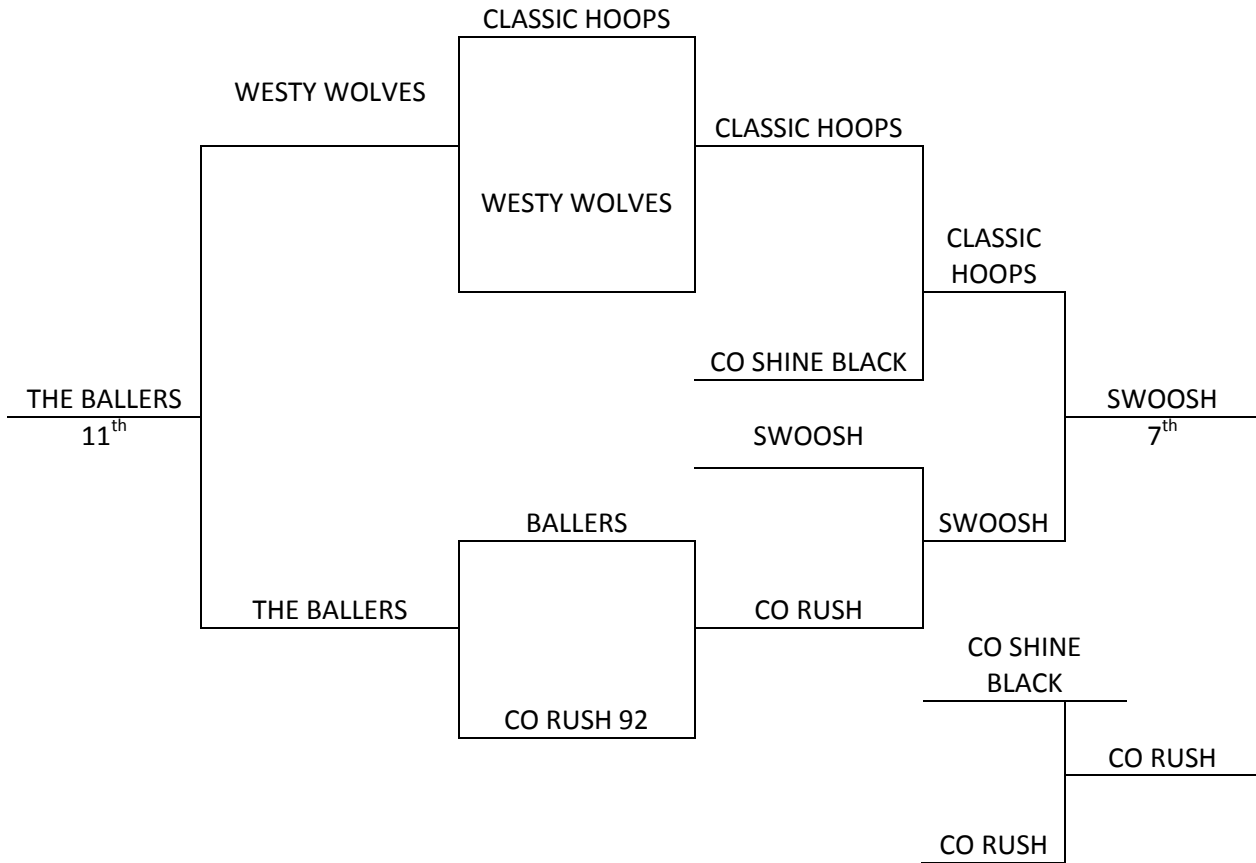 CLASSIC HOOPS
WESTY WOLVES
CLASSIC HOOPS
WESTY WOLVES
CLASSIC
HOOPS
CO SHINE BLACK
THE BALLERS
11th
SWOOSH
7th
SWOOSH
BALLERS
SWOOSH
THE BALLERS
CO RUSH
CO SHINE
BLACK
CO RUSH 92
CO RUSH
CO RUSH